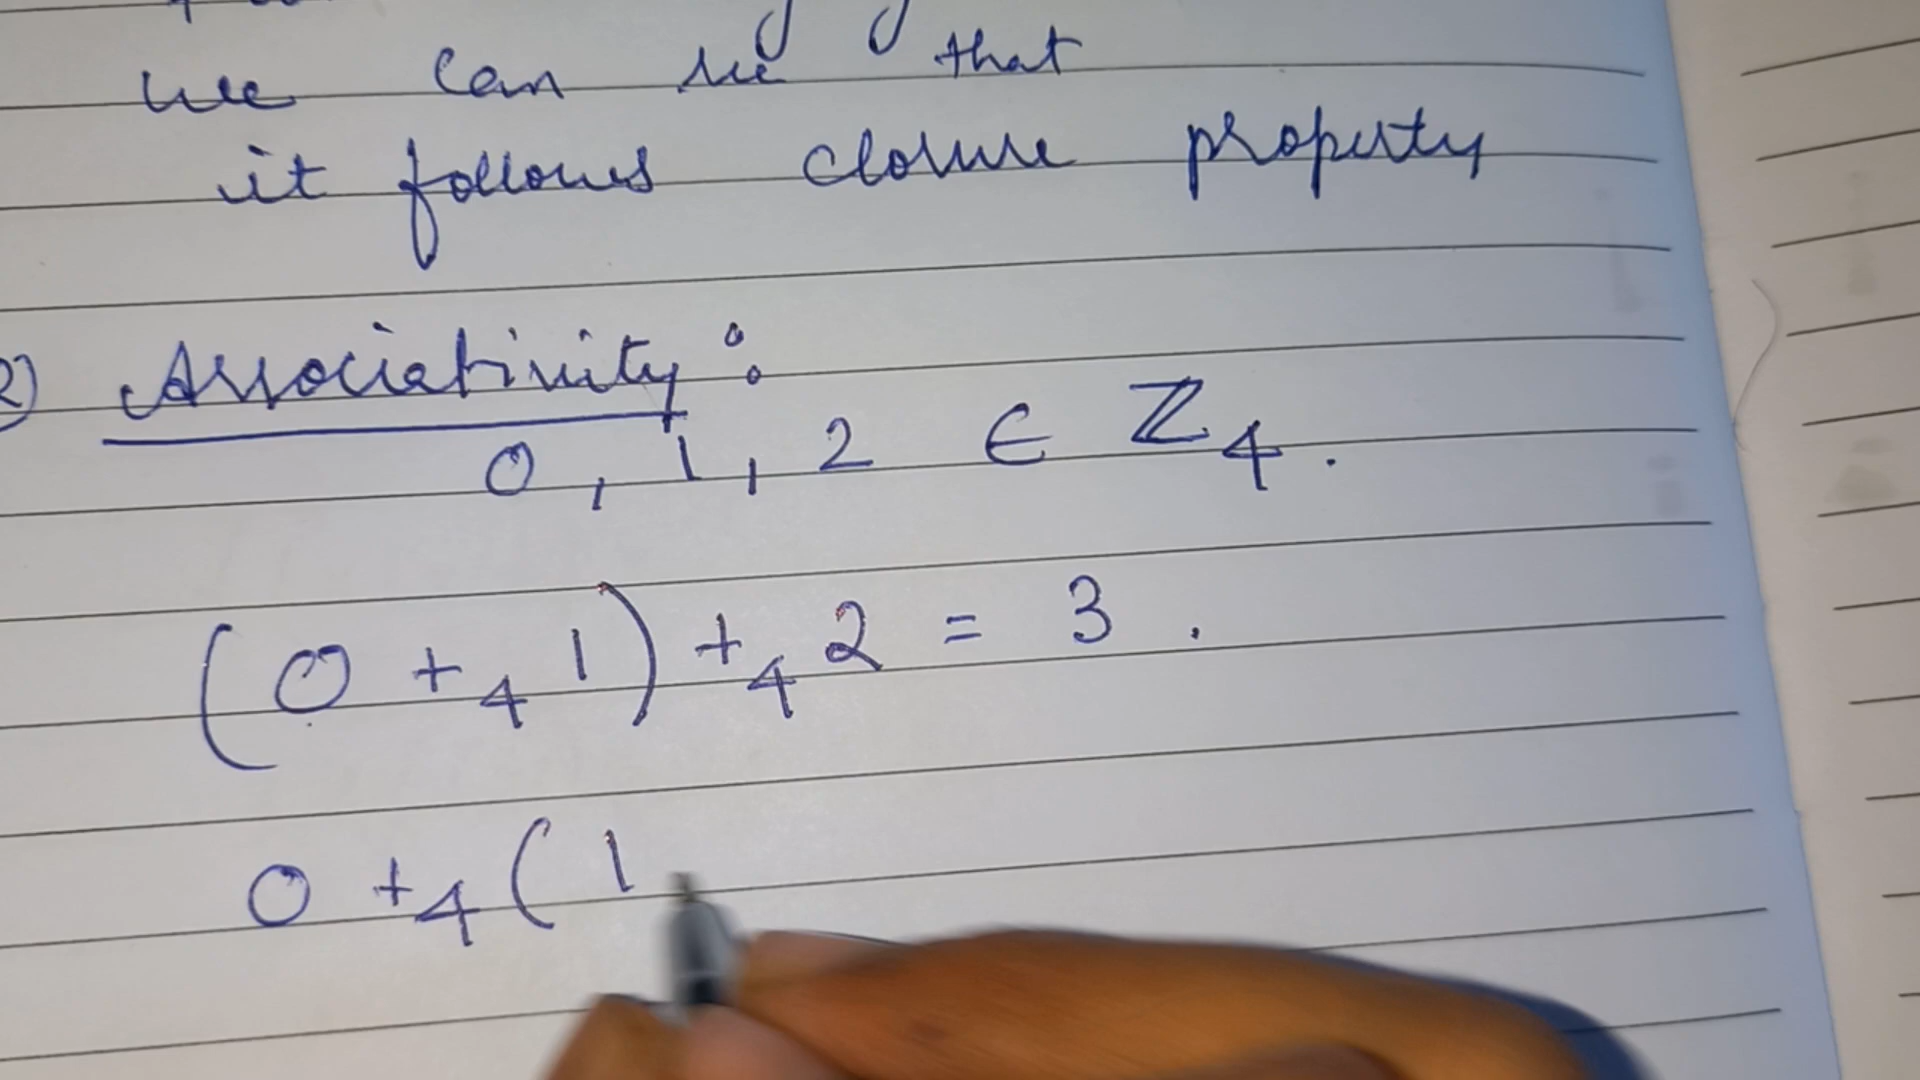 we can see that
it follows closure property
2) Associativity :
0, 1, 2 ∈ ℤ₄.
(0 +₄ 1) +₄ 2 = 3.
0 +₄ ( 1